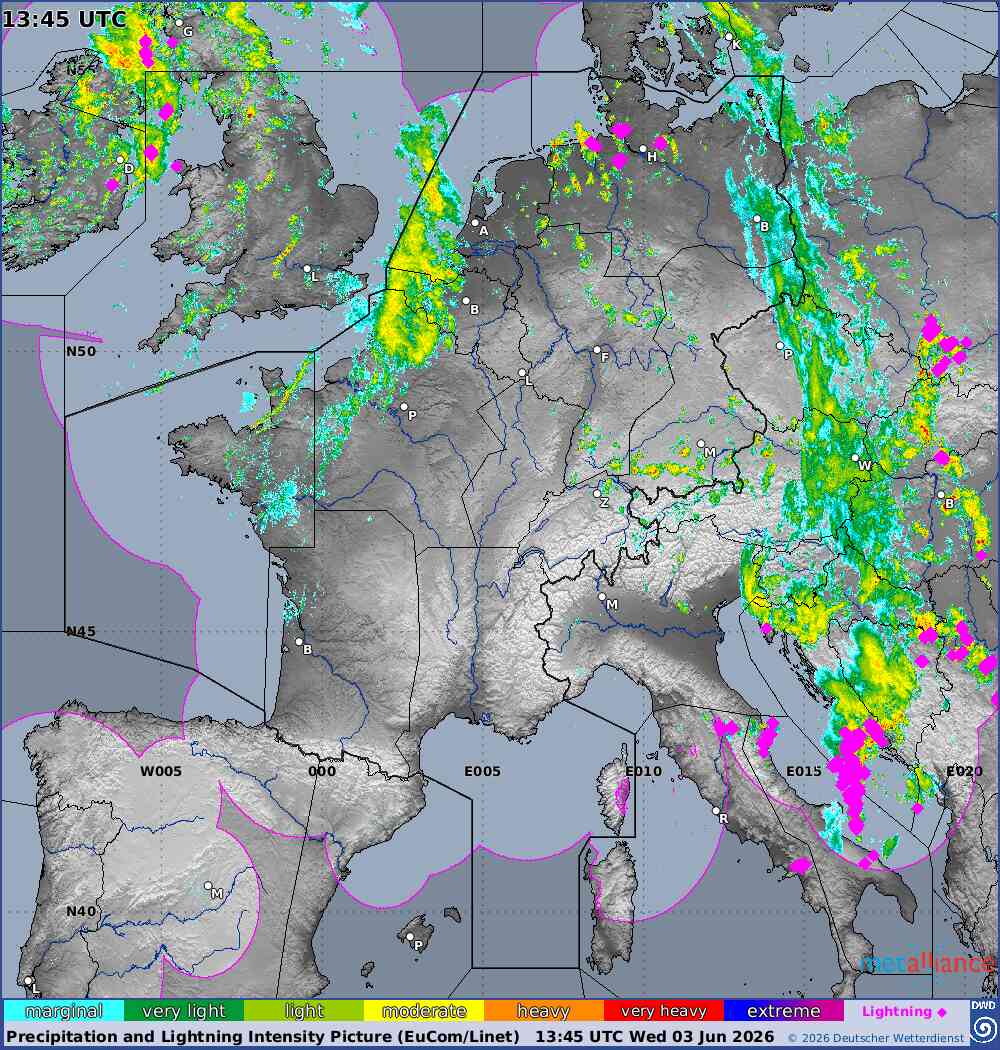 13:45 UTC
G
K
N55
D
H
A
B
L
B
N50
F
P
L
P
M
W
Z
B
M
N45
B
W005
000
E005
E010
E015
E020
R
M
N40
P
L
metalliance
marginal very light light moderate heavy very heavy extreme Lightning
DWD
Precipitation and Lightning Intensity Picture (EuCom/Linet) 13:45 UTC Wed 03 Jun 2026 © 2026 Deutscher Wetterdienst